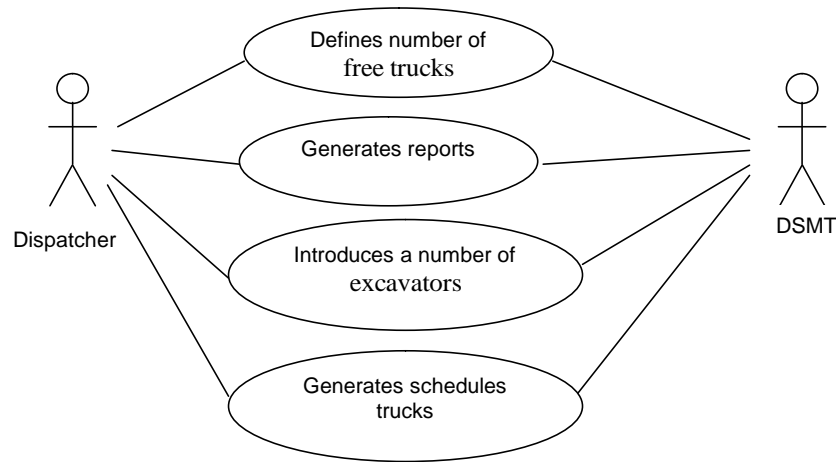 Defines number of
free trucks
Generates reports
Dispatcher
DSMT
Introduces a number of
excavators
Generates schedules
trucks